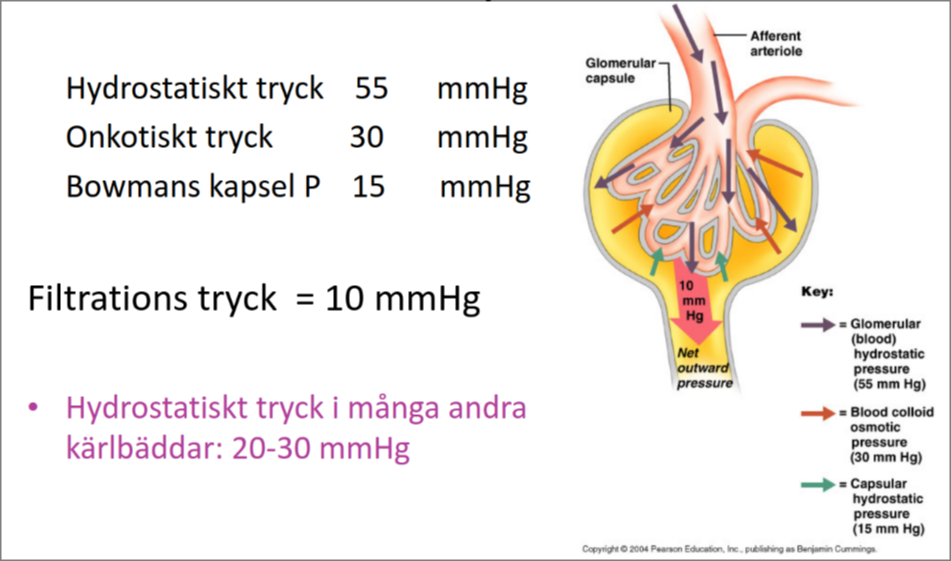 Hydrostatiskt tryck 55 mmHg
Onkotiskt tryck 30 mmHg
Bowmans kapsel P 15 mmHg
Filtrations tryck = 10 mmHg
• Hydrostatiskt tryck i många andra
kärlbäddar: 20-30 mmHg
Afferent
arteriole
Glomerular
capsule
10
mm
Hg
Net
outward
pressure
Key:
= Glomerular
(blood)
hydrostatic
pressure
(55 mm Hg)
= Blood colloid
osmotic
pressure
(30 mm Hg)
= Capsular
hydrostatic
pressure
(15 mm Hg)
Copyright © 2004 Pearson Education, Inc., publishing as Benjamin Cummings.